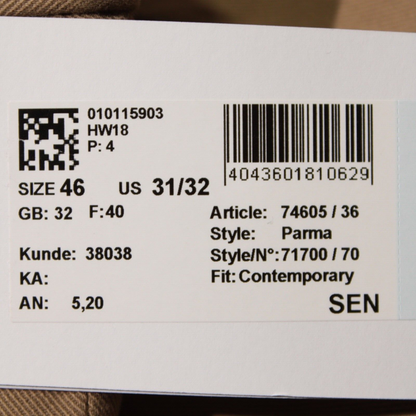 010115903
HW18
P: 4
4043601810629
SIZE 46 US 31/32
GB: 32 F:40
Article: 74605 / 36
Style: Parma
Kunde: 38038
Style/N°:71700 / 70
KA:
Fit: Contemporary
AN: 5,20
SEN